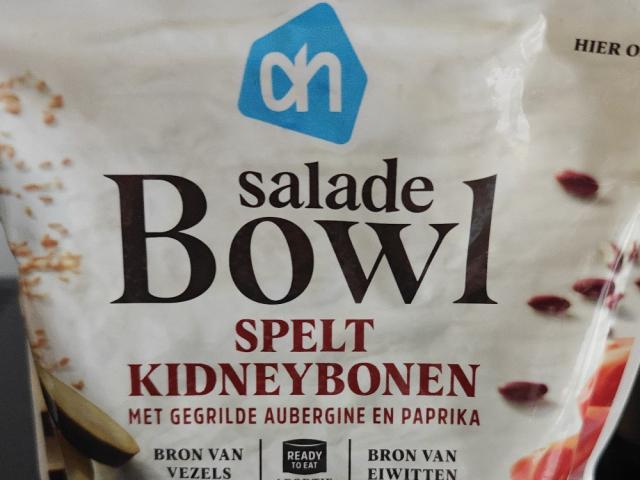 ah
HIER O
salade
Bowl
SPELT
KIDNEYBONEN
MET GEGRILDE AUBERGINE EN PAPRIKA
BRON VAN
VEZELS
READY
TO EAT
BRON VAN
EIWITTEN